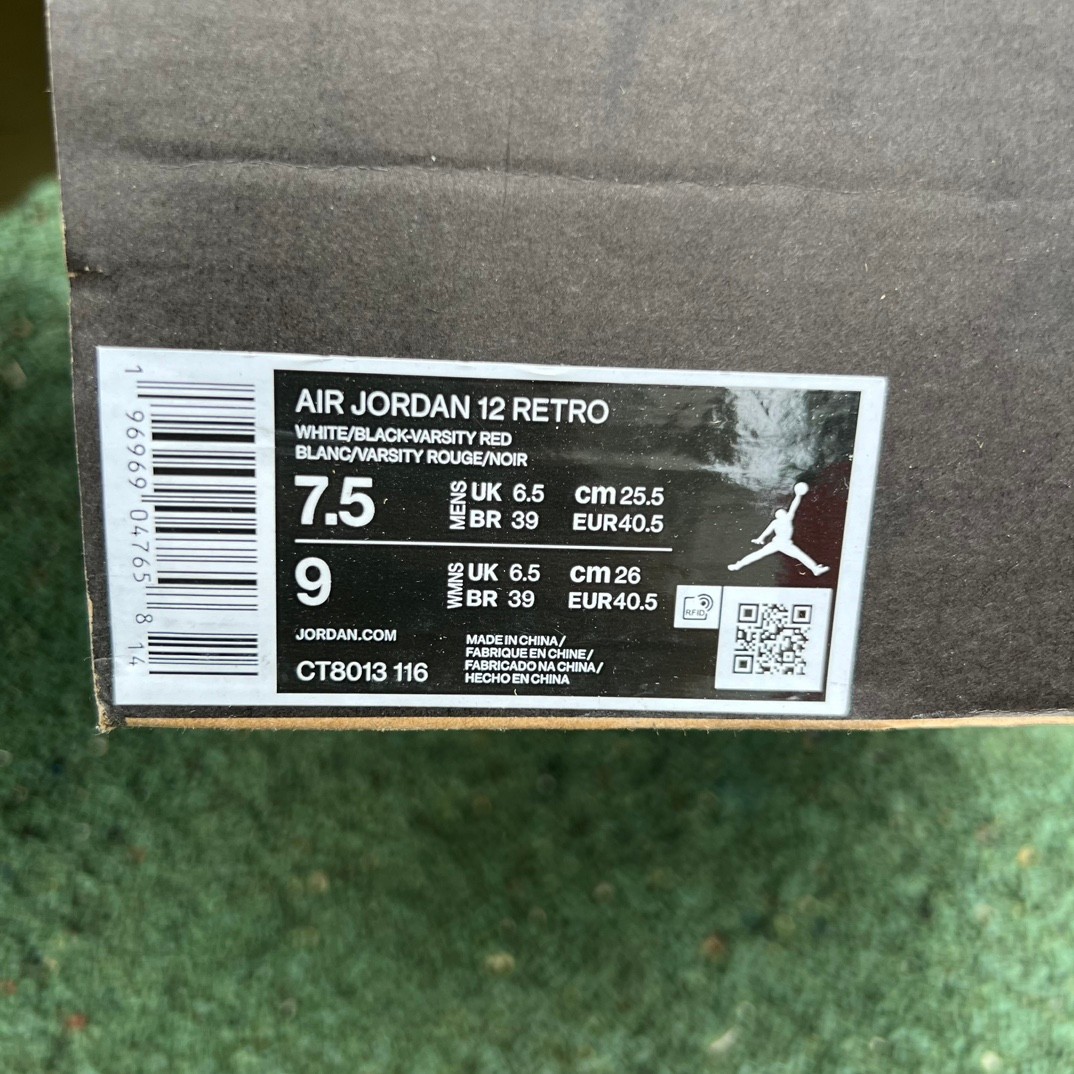 1 96969 04765 8 14
AIR JORDAN 12 RETRO
WHITE/BLACK-VARSITY RED
BLANC/VARSITY ROUGE/NOIR
7.5 MENS UK 6.5 cm 25.5
BR 39 EUR40.5
9 WMNS UK 6.5 cm 26
BR 39 EUR40.5
RFID
JORDAN.COM
CT8013 116
MADE IN CHINA/
FABRIQUE EN CHINE/
FABRICADO NA CHINA/
HECHO EN CHINA